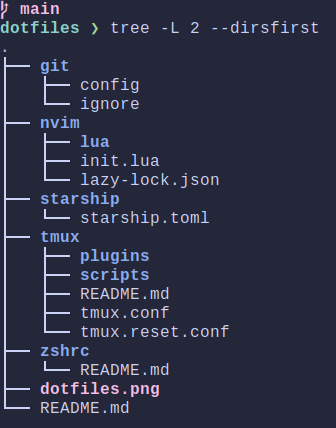 main
dotfiles ❯ tree -L 2 --dirsfirst
.
├── git
│   ├── config
│   └── ignore
├── nvim
│   ├── lua
│   ├── init.lua
│   └── lazy-lock.json
├── starship
│   └── starship.toml
├── tmux
│   ├── plugins
│   ├── scripts
│   ├── README.md
│   ├── tmux.conf
│   └── tmux.reset.conf
├── zshrc
│   └── README.md
├── dotfiles.png
└── README.md